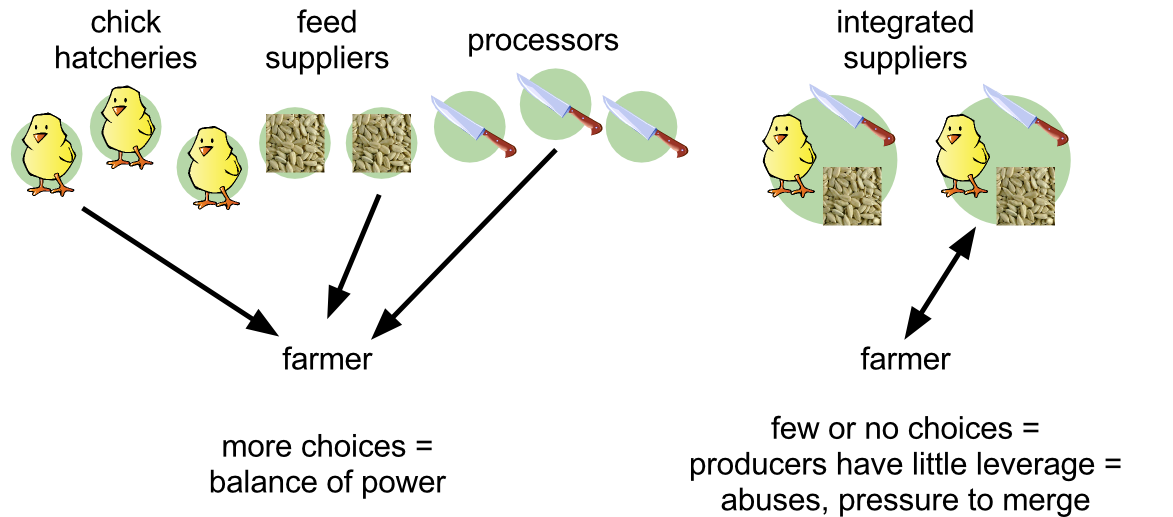 chick
hatcheries
feed
suppliers
processors
integrated
suppliers
farmer
farmer
more choices =
balance of power
few or no choices =
producers have little leverage =
abuses, pressure to merge